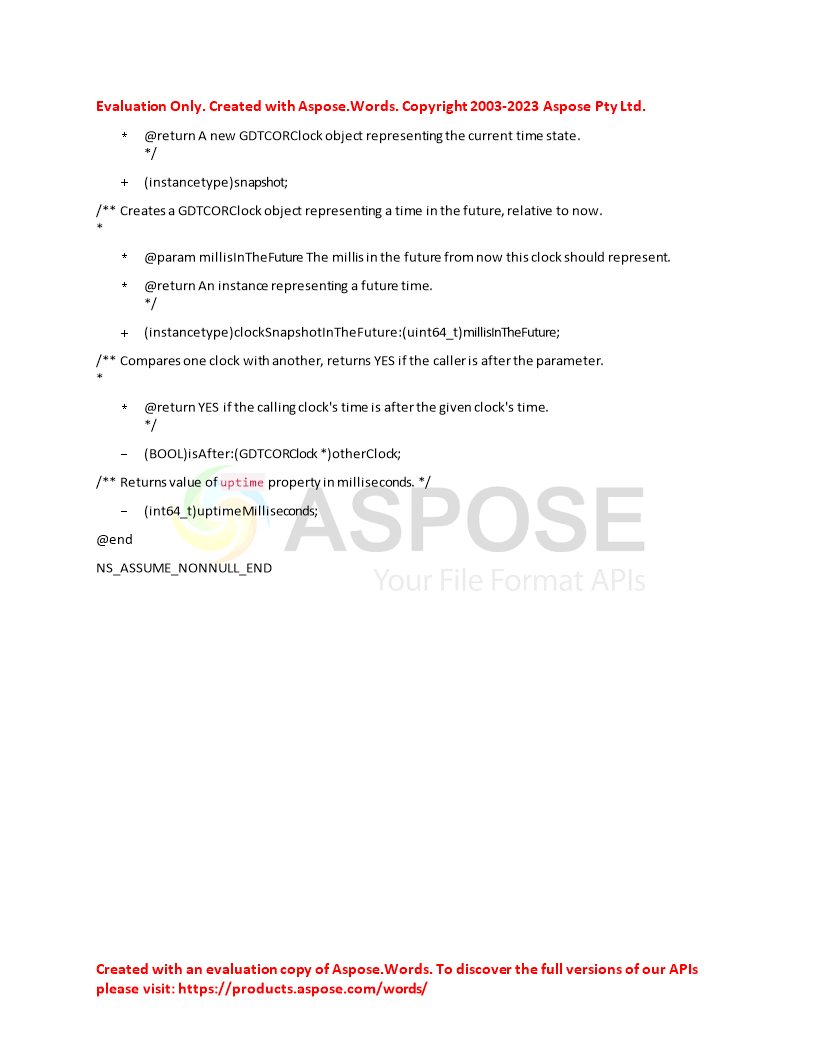 Evaluation Only. Created with Aspose.Words. Copyright 2003-2023 Aspose Pty Ltd.
* @return A new GDTCORClock object representing the current time state.
*/
+ (instancetype)snapshot;
/** Creates a GDTCORClock object representing a time in the future, relative to now.
*
* @param millisInTheFuture The millis in the future from now this clock should represent.
* @return An instance representing a future time.
*/
+ (instancetype)clockSnapshotInTheFuture:(uint64_t)millisInTheFuture;
/** Compares one clock with another, returns YES if the caller is after the parameter.
*
* @return YES if the calling clock's time is after the given clock's time.
*/
− (BOOL)isAfter:(GDTCORClock *)otherClock;
/** Returns value of uptime property in milliseconds. */
− (int64_t)uptimeMilliseconds;
@end
NS_ASSUME_NONNULL_END
ASPOSE
Your File Format APIs
Created with an evaluation copy of Aspose.Words. To discover the full versions of our APIs
please visit: https://products.aspose.com/words/